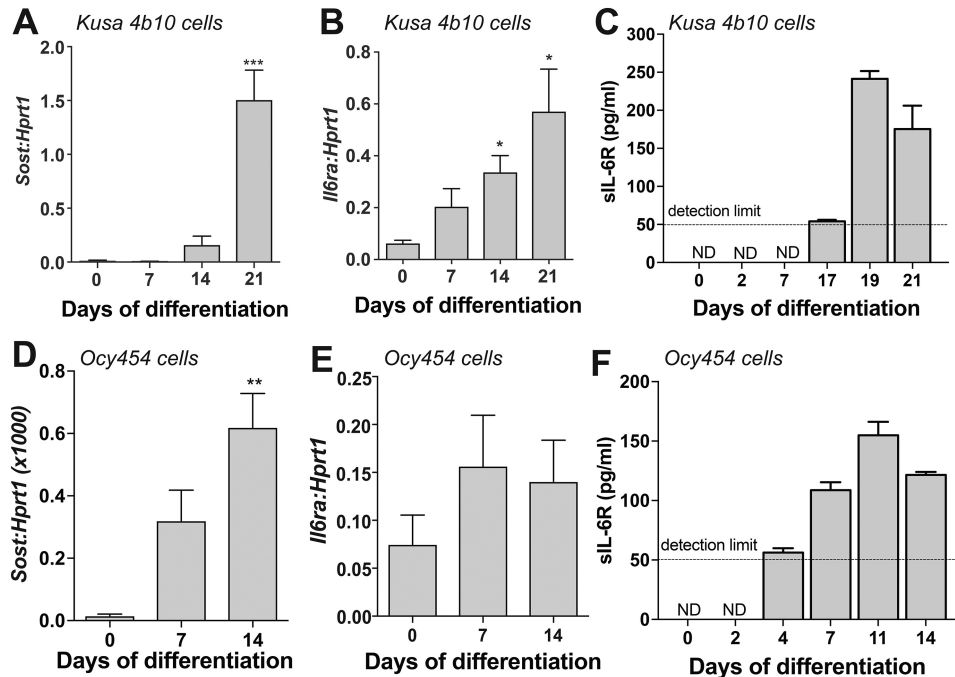 A Kusa 4b10 cells
Sost:Hprt1
2.0
1.5
1.0
0.5
0.0
***
0 7 14 21
Days of differentiation
B Kusa 4b10 cells
Il6ra:Hprt1
0.8
0.6
0.4
0.2
0.0
*
*
0 7 14 21
Days of differentiation
C Kusa 4b10 cells
sIL-6R (pg/ml)
300
250
200
150
100
50
0
detection limit
ND ND ND
0 2 7 17 19 21
Days of differentiation
D Ocy454 cells
Sost:Hprt1 (x1000)
0.8
0.6
0.4
0.2
0.0
**
0 7 14
Days of differentiation
E Ocy454 cells
Il6ra:Hprt1
0.25
0.20
0.15
0.10
0.05
0.00
0 7 14
Days of differentiation
F Ocy454 cells
sIL-6R (pg/ml)
200
150
100
50
0
detection limit
ND ND
0 2 4 7 11 14
Days of differentiation